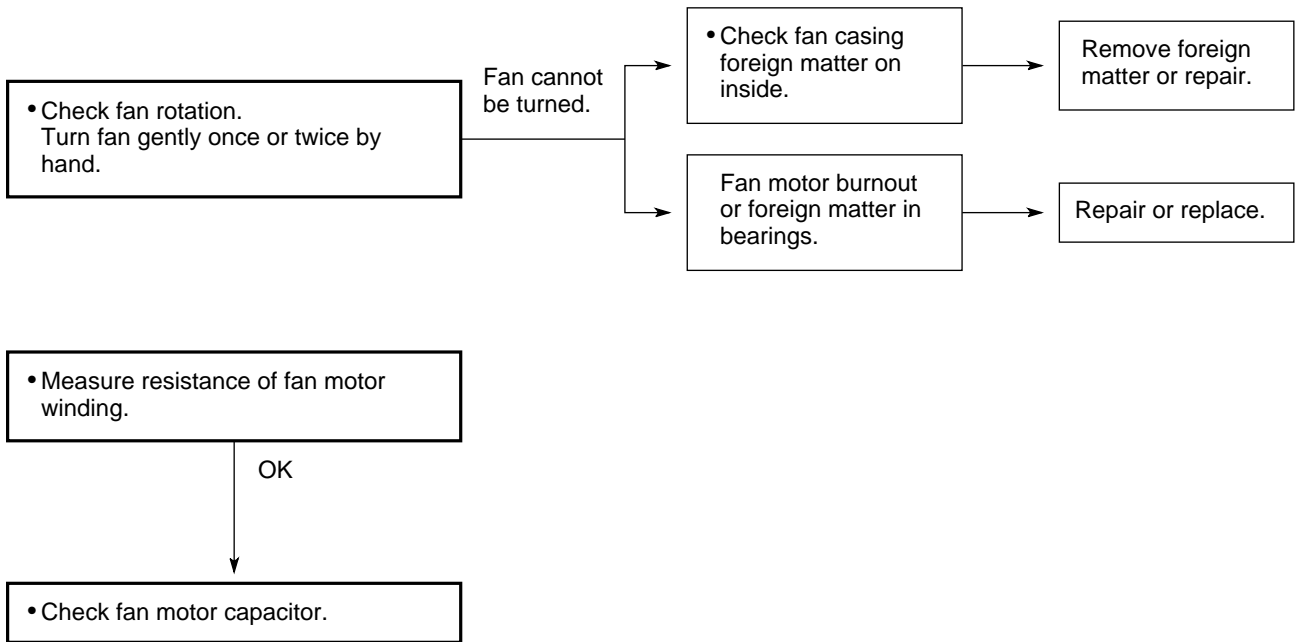 • Check fan rotation.
Turn fan gently once or twice by
hand.
Fan cannot
be turned.
• Check fan casing
foreign matter on
inside.
Remove foreign
matter or repair.
Fan motor burnout
or foreign matter in
bearings.
Repair or replace.
• Measure resistance of fan motor
winding.
OK
• Check fan motor capacitor.